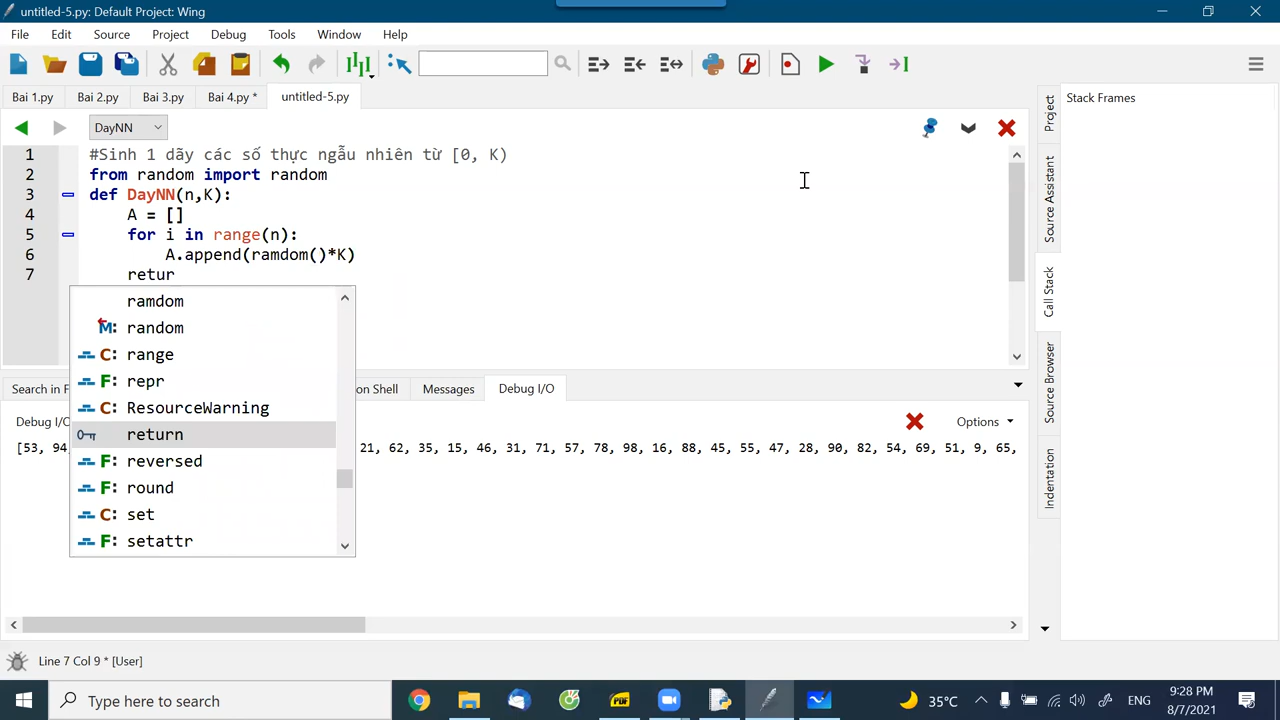 untitled-5.py: Default Project: Wing
File Edit Source Project Debug Tools Window Help
Bai 1.py Bai 2.py Bai 3.py Bai 4.py * untitled-5.py
DayNN
1 #Sinh 1 dãy các số thực ngẫu nhiên từ [0, K)
2 from random import random
3 def DayNN(n,K):
4 A = []
5 for i in range(n):
6 A.append(ramdom()*K)
7 retur
ramdom
M: random
C: range
F: repr
C: ResourceWarning
return
F: reversed
F: round
C: set
F: setattr
Search in F on Shell Messages Debug I/O
Debug I/O Options
[53, 94 21, 62, 35, 15, 46, 31, 71, 57, 78, 98, 16, 88, 45, 55, 47, 28, 90, 82, 54, 69, 51, 9, 65,
Stack Frames
Project
Source Assistant
Call Stack
Source Browser
Indentation
Line 7 Col 9 * [User]
Type here to search
PDF
35°C
ENG
9:28 PM
8/7/2021